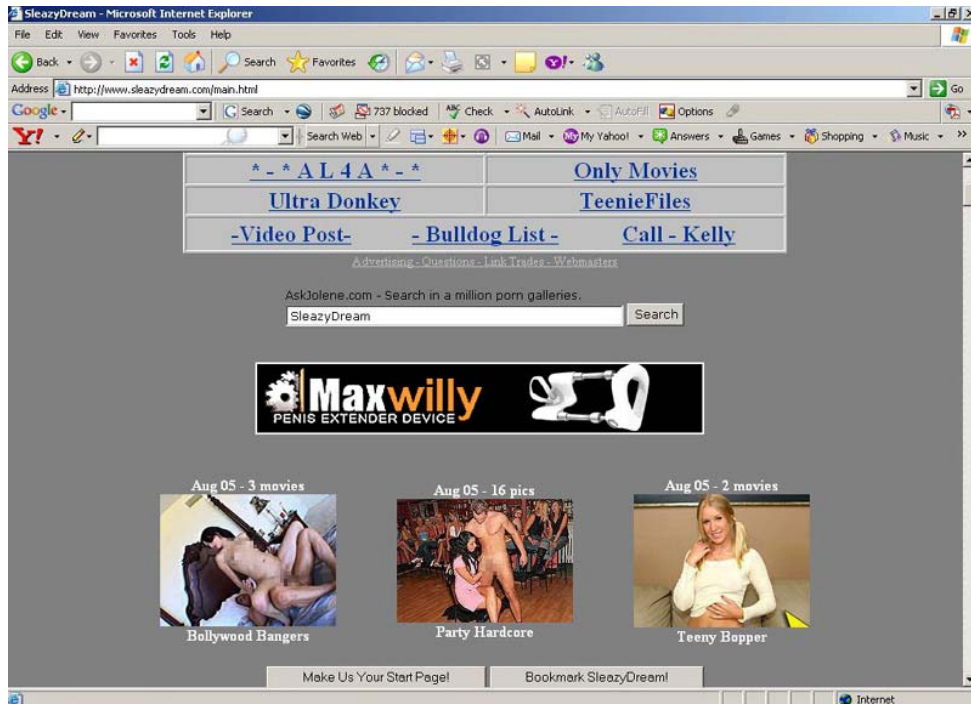 SleazyDream - Microsoft Internet Explorer
File Edit View Favorites Tools Help
Back Search Favorites
Address http://www.sleazydream.com/main.html Go
Google Search 737 blocked Check AutoLink AutoFill Options
Y! Search Web Mail My Yahoo! Answers Games Shopping Music
* - * A L 4 A * - * Only Movies
Ultra Donkey TeenieFiles
-Video Post- - Bulldog List - Call - Kelly
Advertising - Questions - Link Trades - Webmasters
AskJolene.com - Search in a million porn galleries.
SleazyDream Search
Maxwilly
PENIS EXTENDER DEVICE
Aug 05 - 3 movies Aug 05 - 16 pics Aug 05 - 2 movies
Bollywood Bangers Party Hardcore Teeny Bopper
Make Us Your Start Page! Bookmark SleazyDream!
Internet